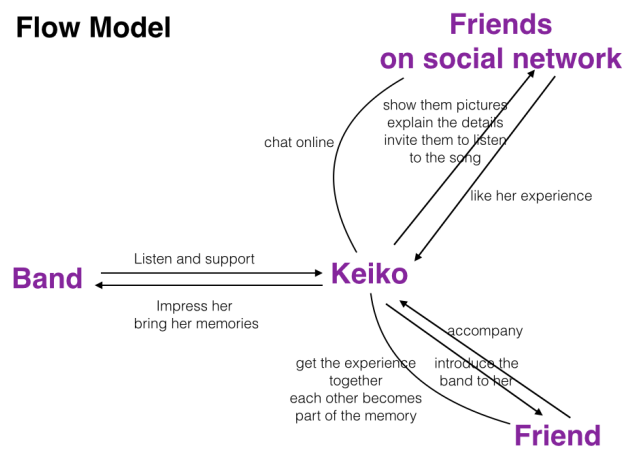 Flow Model
Friends
on social network
show them pictures
explain the details
invite them to listen
to the song
chat online
like her experience
Listen and support
Band
Keiko
Impress her
bring her memories
accompany
get the experience
together
each other becomes
part of the memory
introduce the
band to her
Friend